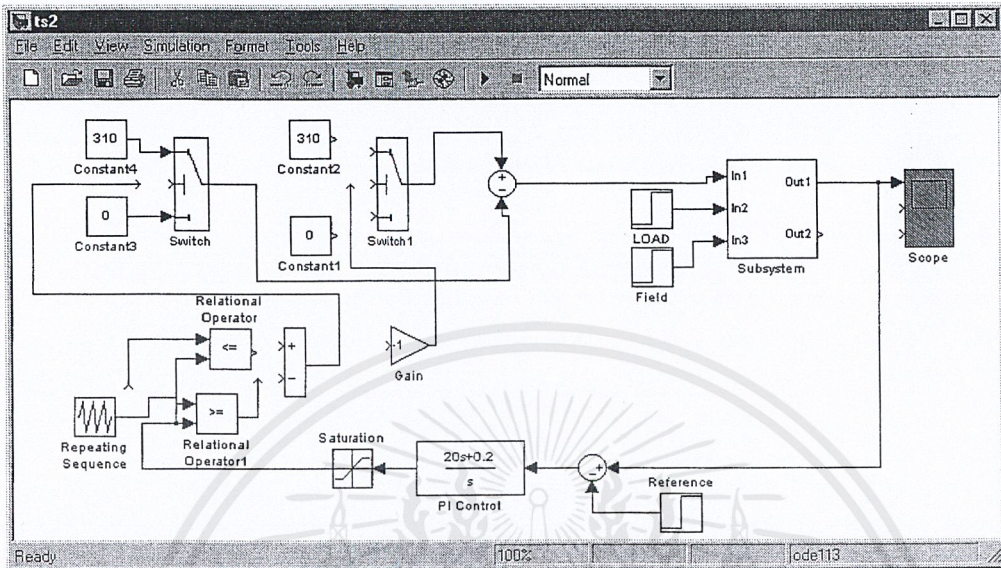 ts2
File Edit View Simulation Format Tools Help
Normal
310
Constant4
0
Constant3
Switch
310
Constant2
0
Constant1
Switch1
+
−
LOAD
Field
In1
In2
In3
Out1
Out2
Subsystem
Scope
Relational
Operator
<=
+
−
-1
Gain
>=
Relational
Operator1
Repeating
Sequence
Saturation
20s+0.2
s
PI Control
−+
Reference
Ready 100% ode113